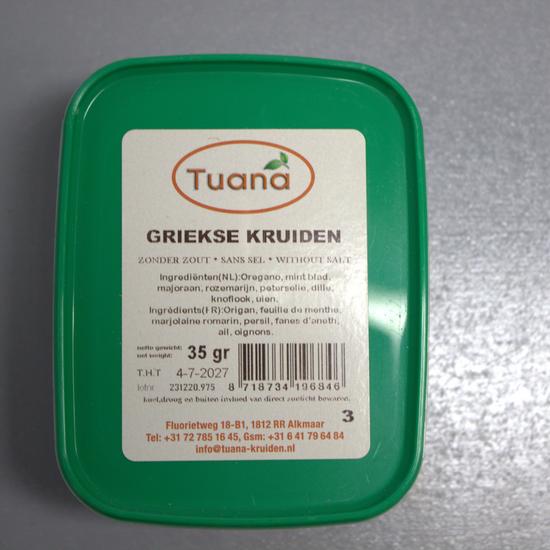 Tuana
GRIEKSE KRUIDEN
ZONDER ZOUT • SANS SEL • WITHOUT SALT
Ingrediënten(NL):Oregano, mint blad,
majoraan, rozemarijn, peterselie, dille,
knoflook, uien.
Ingrédients(FR):Origan, feuille de menthe,
marjolaine romarin, persil, fanes d'aneth,
ail, oignons.
netto gewicht:
net weight: 35 gr
T.H.T 4-7-2027
lotnr 231220.975
8 718734 196846
koel,droog en buiten invloed van direct zonlicht bewaren.
3
Fluorietweg 18-B1, 1812 RR Alkmaar
Tel: +31 72 785 16 45, Gsm: +31 6 41 79 64 84
info@tuana-kruiden.nl